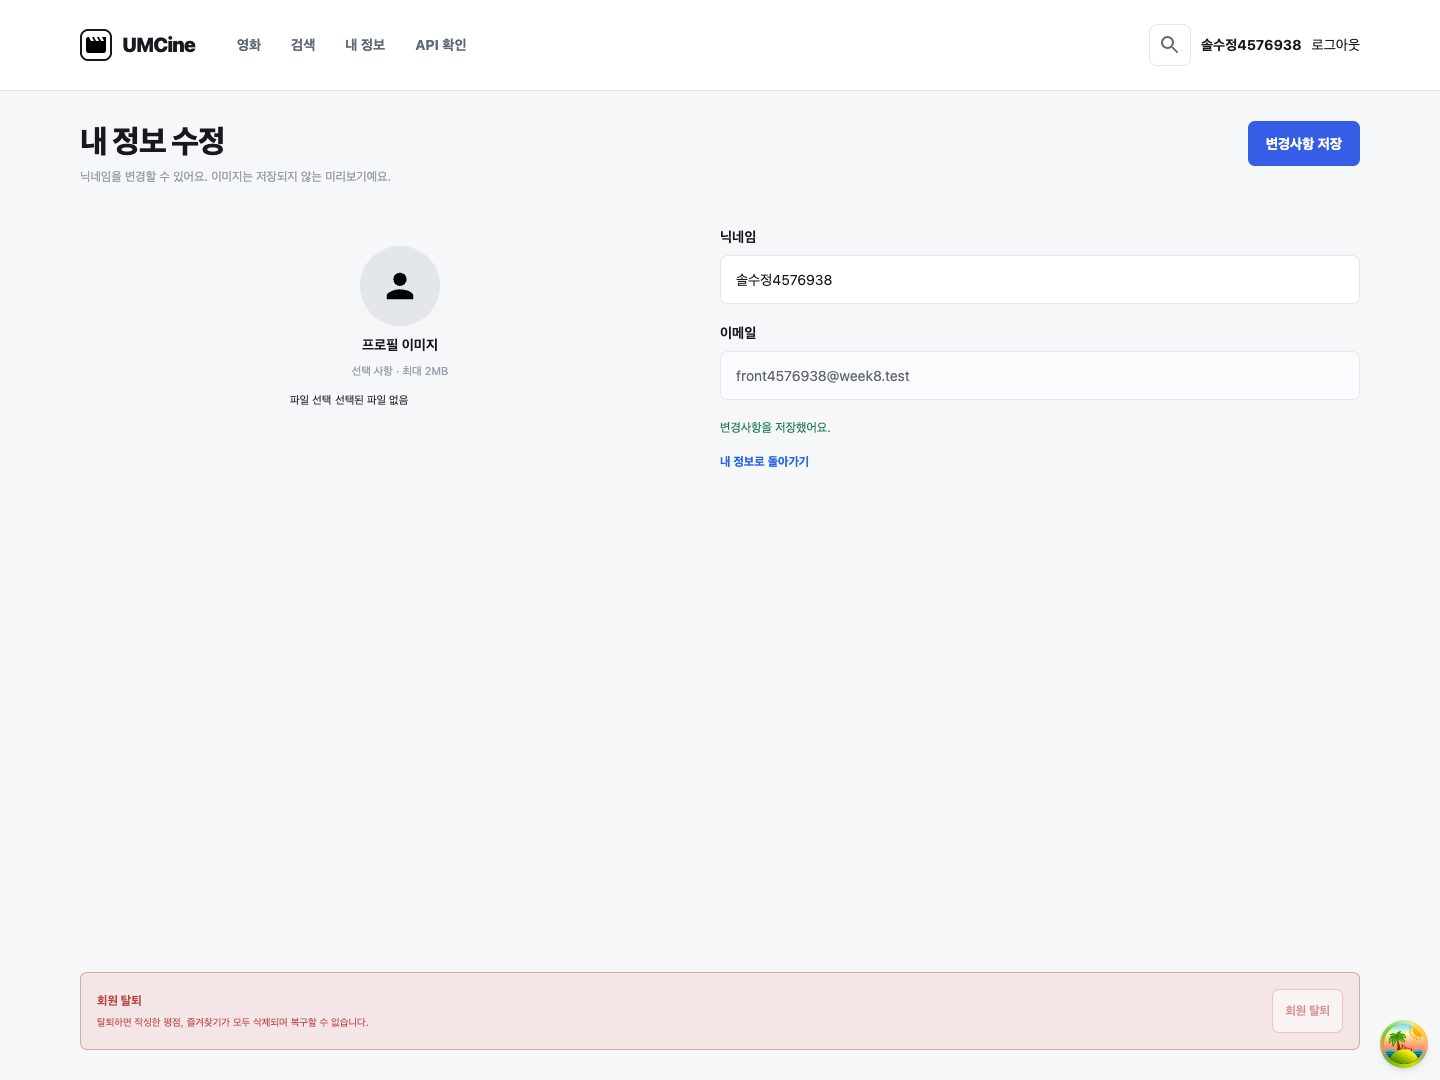 UMCine
영화
검색
내 정보
API 확인
솔수정4576938
로그아웃
내 정보 수정
변경사항 저장
닉네임을 변경할 수 있어요. 이미지는 저장되지 않는 미리보기예요.
프로필 이미지
선택 사항 · 최대 2MB
파일 선택 선택된 파일 없음
닉네임
솔수정4576938
이메일
front4576938@week8.test
변경사항을 저장했어요.
내 정보로 돌아가기
회원 탈퇴
탈퇴하면 작성한 평점, 즐겨찾기가 모두 삭제되며 복구할 수 없습니다.
회원 탈퇴